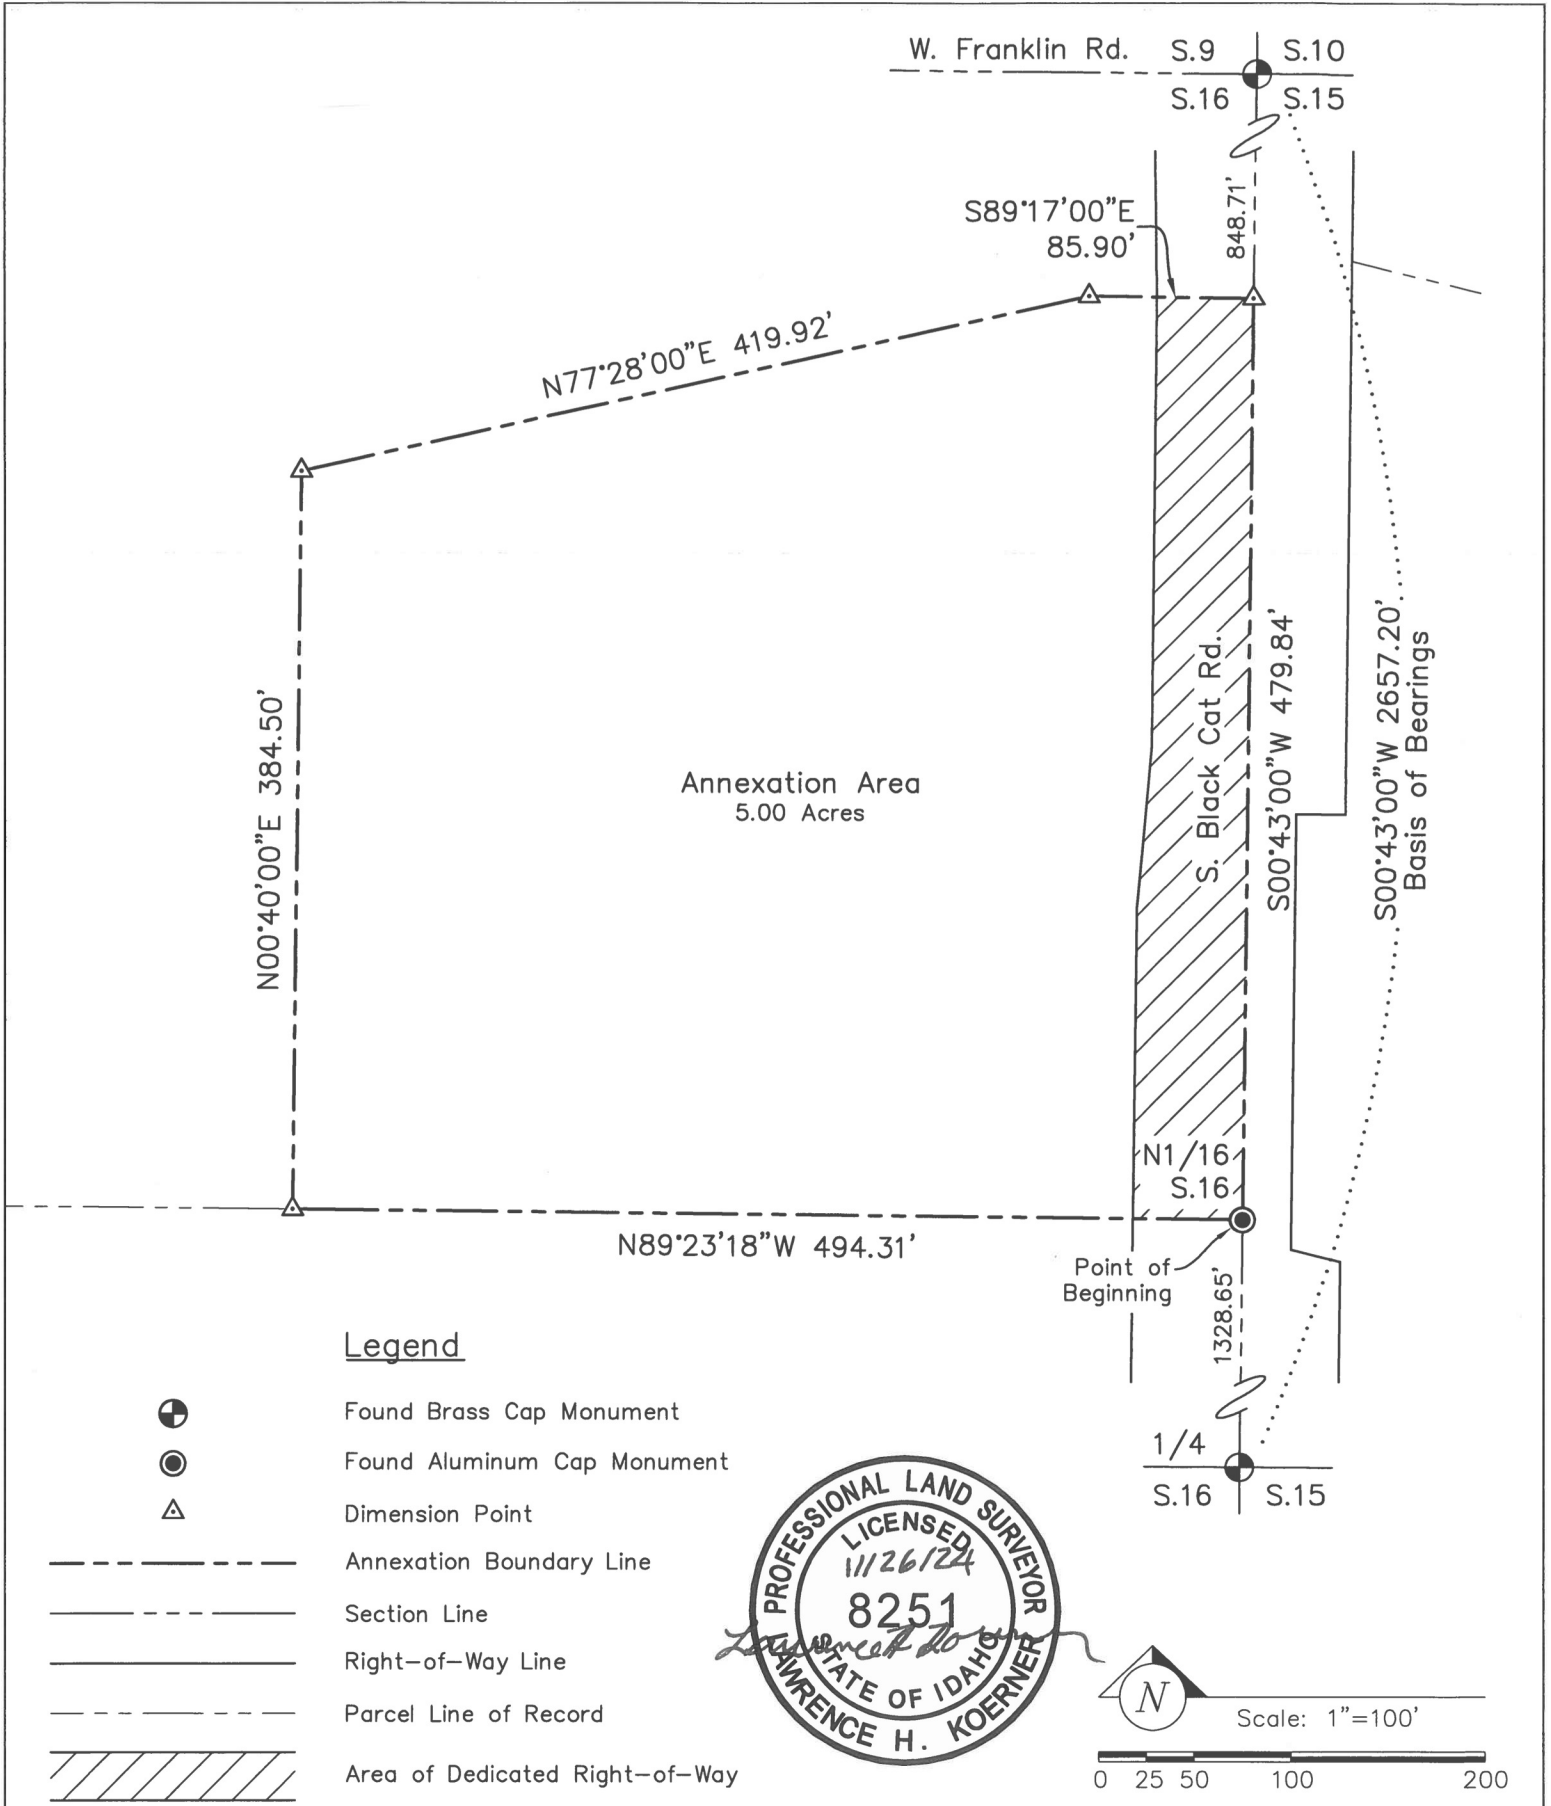 W. Franklin Rd.
S.9
S.10
S.16
S.15
848.71'
S89°17'00"E
85.90'
N77°28'00"E 419.92'
N00°40'00"E 384.50'
Annexation Area
5.00 Acres
S. Black Cat Rd.
S00°43'00"W 479.84'
S00°43'00"W 2657.20'
Basis of Bearings
N1/16
S.16
N89°23'18"W 494.31'
Point of
Beginning
1328.65'
1/4
S.16
S.15
Legend
Found Brass Cap Monument
Found Aluminum Cap Monument
Dimension Point
Annexation Boundary Line
Section Line
Right-of-Way Line
Parcel Line of Record
Area of Dedicated Right-of-Way
PROFESSIONAL LAND SURVEYOR
LICENSED
11/26/24
8251
STATE OF IDAHO
LAWRENCE H. KOERNER
N
Scale: 1"=100'
0 25 50 100 200